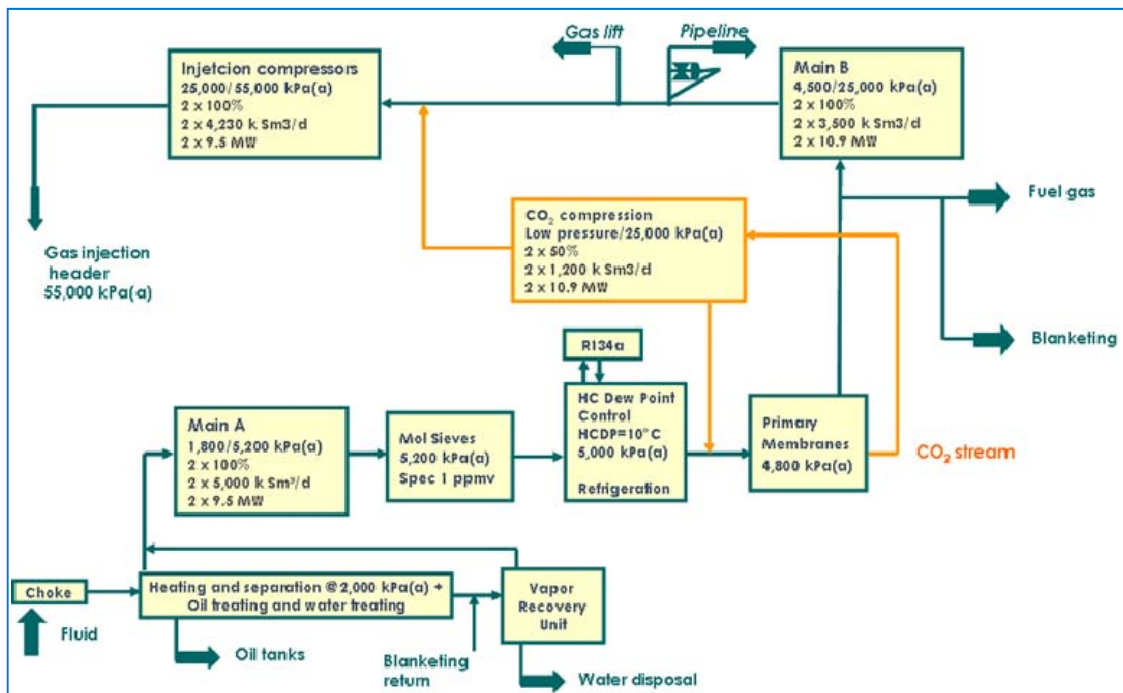 Gas lift
Pipeline
Injetcion compressors
25,000/55,000 kPa(a)
2 x 100%
2 x 4,230 k Sm3/d
2 x 9.5 MW
Main B
4,500/25,000 kPa(a)
2 x 100%
2 x 3,500 k Sm3/d
2 x 10.9 MW
Fuel gas
CO₂ compression
Low pressure/25,000 kPa(a)
2 x 50%
2 x 1,200 k Sm3/d
2 x 10.9 MW
Gas injection
header
55,000 kPa(a)
Blanketing
R134a
Main A
1,800/5,200 kPa(a)
2 x 100%
2 x 5,000 k Sm³/d
2 x 9.5 MW
Mol Sieves
5,200 kPa(a)
Spec 1 ppmv
HC Dew Point
Control
HCDP=10°C
5,000 kPa(a)
Refrigeration
Primary
Membranes
4,800 kPa(a)
CO₂ stream
Choke
Heating and separation @2,000 kPa(a) +
Oil treating and water treating
Vapor
Recovery
Unit
Fluid
Oil tanks
Blanketing
return
Water disposal